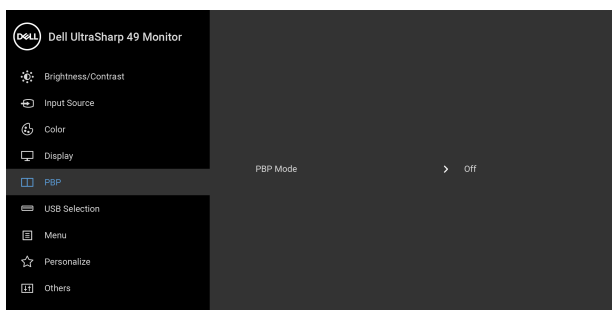 DELL Dell UltraSharp 49 Monitor
Brightness/Contrast
Input Source
Color
Display
PBP Mode Off
PBP
USB Selection
Menu
Personalize
Others